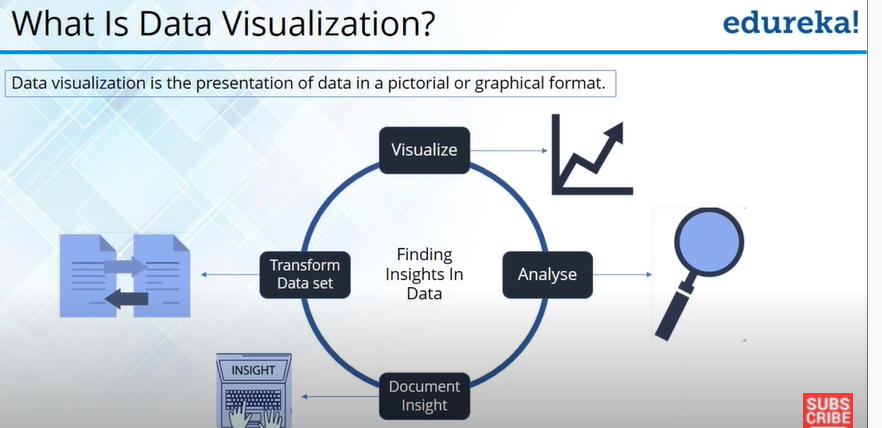 What Is Data Visualization?
edureka!
Data visualization is the presentation of data in a pictorial or graphical format.
Visualize
Transform
Data set
Finding
Insights In
Data
Analyse
INSIGHT
Document
Insight
SUBS
CRIBE